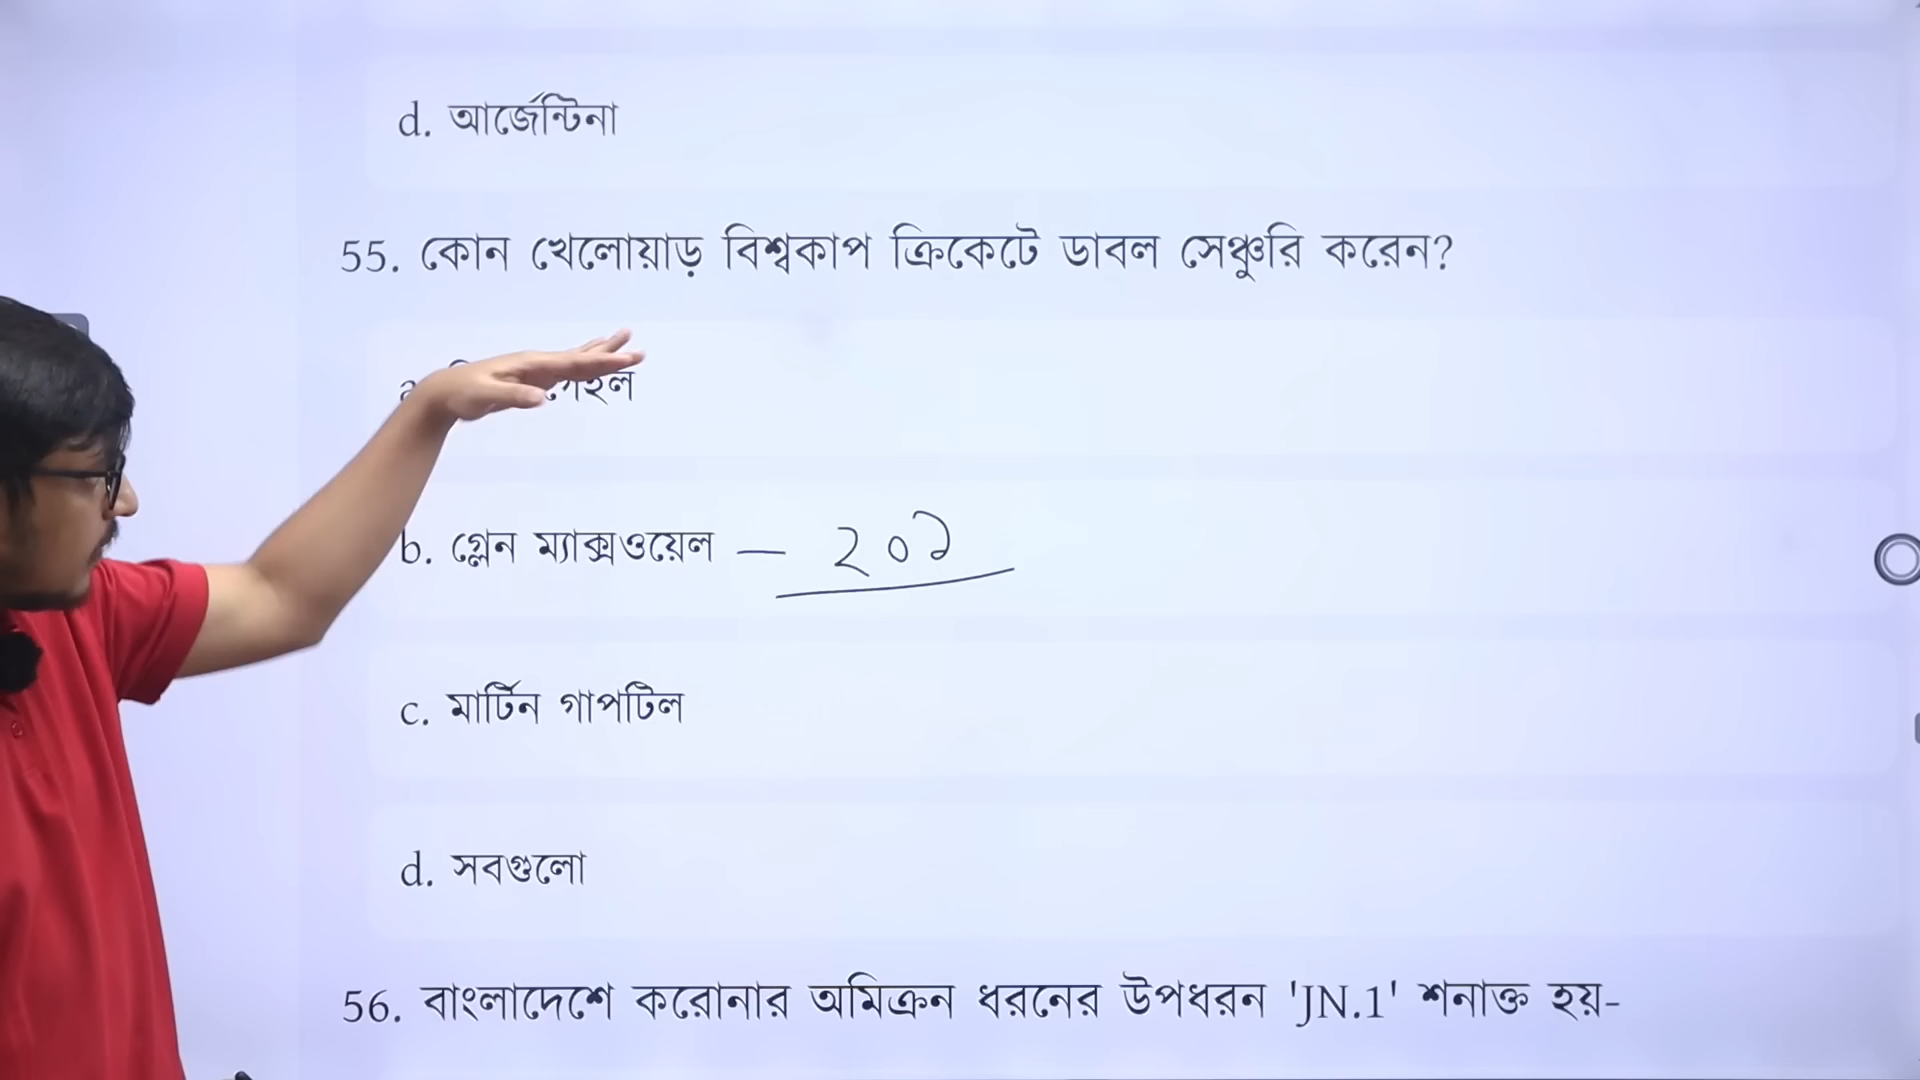 d. আর্জেন্টিনা
55. কোন খেলোয়াড় বিশ্বকাপ ক্রিকেটে ডাবল সেঞ্চুরি করেন?
গেইল
b. গ্লেন ম্যাক্সওয়েল — ২০১
c. মার্টিন গাপটিল
d. সবগুলো
56. বাংলাদেশে করোনার অমিক্রন ধরনের উপধরন 'JN.1' শনাক্ত হয়-